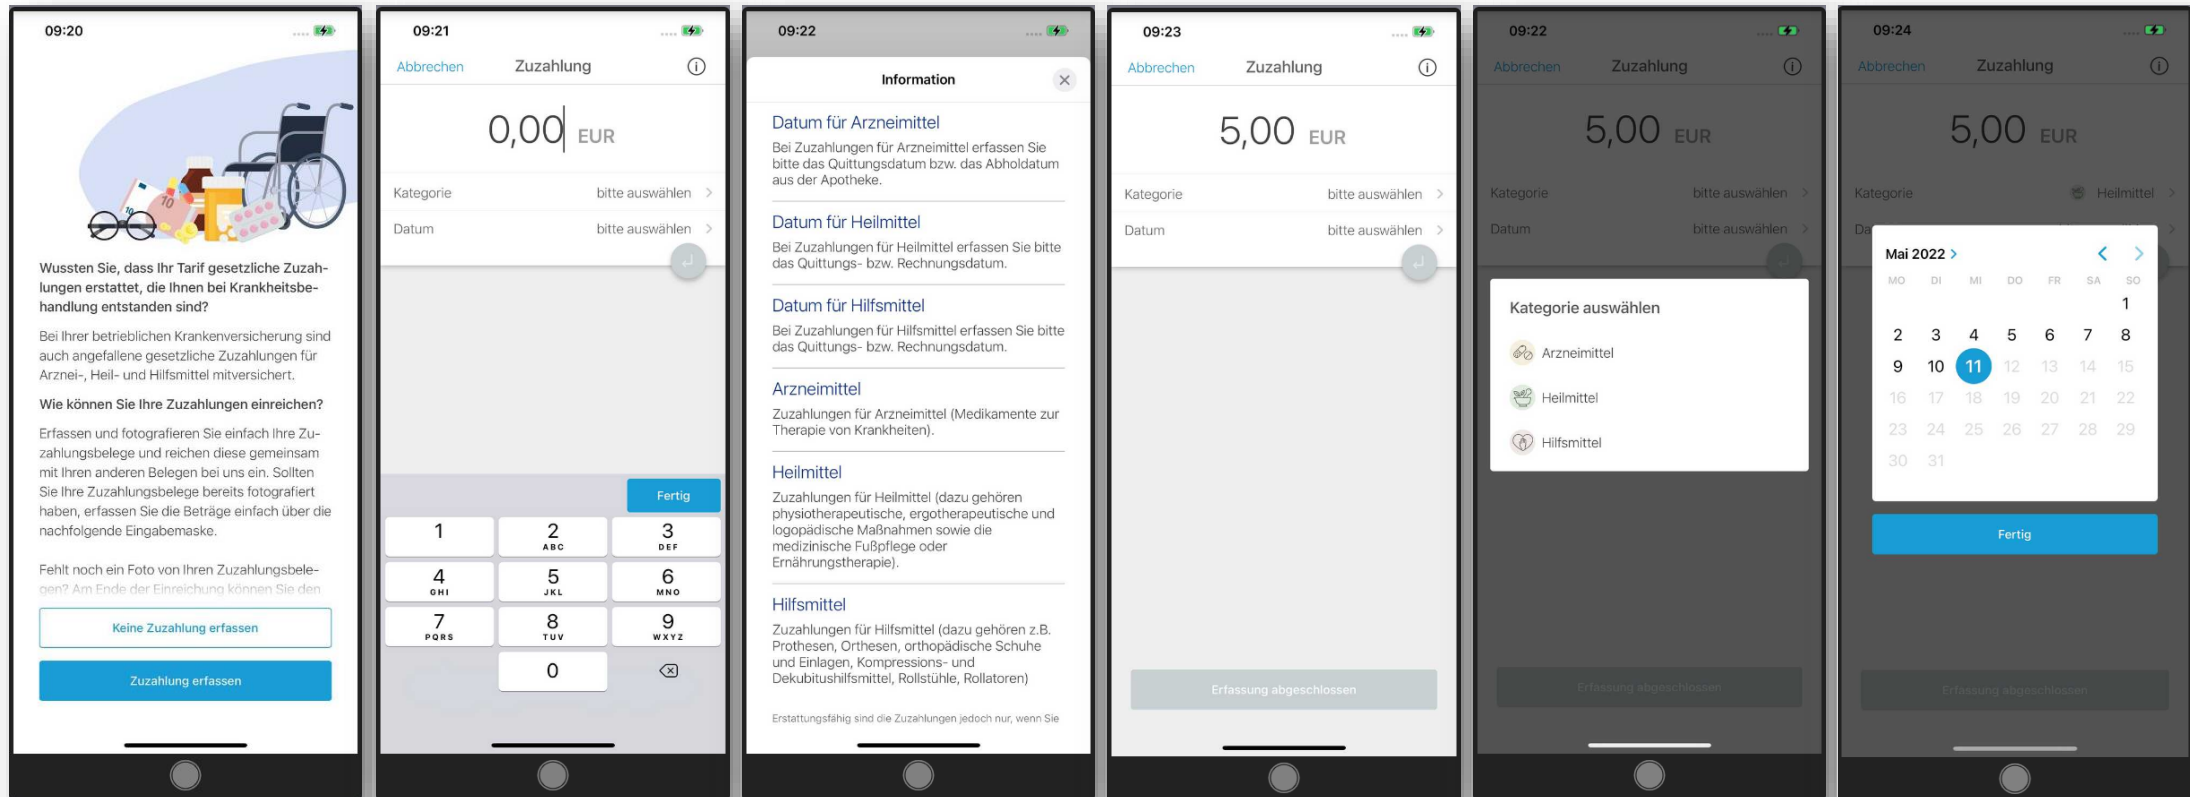 09:20
Wussten Sie, dass Ihr Tarif gesetzliche Zuzah-
lungen erstattet, die Ihnen bei Krankheitsbe-
handlung entstanden sind?
Bei Ihrer betrieblichen Krankenversicherung sind
auch angefallene gesetzliche Zuzahlungen für
Arznei-, Heil- und Hilfsmittel mitversichert.
Wie können Sie Ihre Zuzahlungen einreichen?
Erfassen und fotografieren Sie einfach Ihre Zu-
zahlungsbelege und reichen diese gemeinsam
mit Ihren anderen Belegen bei uns ein. Sollten
Sie Ihre Zuzahlungsbelege bereits fotografiert
haben, erfassen Sie die Beträge einfach über die
nachfolgende Eingabemaske.
Fehlt noch ein Foto von Ihren Zuzahlungsbele-
gen? Am Ende der Einreichung können Sie den
Keine Zuzahlung erfassen
Zuzahlung erfassen
09:21
Abbrechen Zuzahlung
0,00 EUR
Kategorie bitte auswählen
Datum bitte auswählen
Fertig
1 2 3
ABC DEF
4 5 6
GHI JKL MNO
7 8 9
PQRS TUV WXYZ
0
09:22
Information
Datum für Arzneimittel
Bei Zuzahlungen für Arzneimittel erfassen Sie
bitte das Quittungsdatum bzw. das Abholdatum
aus der Apotheke.
Datum für Heilmittel
Bei Zuzahlungen für Heilmittel erfassen Sie bitte
das Quittungs- bzw. Rechnungsdatum.
Datum für Hilfsmittel
Bei Zuzahlungen für Hilfsmittel erfassen Sie bitte
das Quittungs- bzw. Rechnungsdatum.
Arzneimittel
Zuzahlungen für Arzneimittel (Medikamente zur
Therapie von Krankheiten).
Heilmittel
Zuzahlungen für Heilmittel (dazu gehören
physiotherapeutische, ergotherapeutische und
logopädische Maßnahmen sowie die
medizinische Fußpflege oder
Ernährungstherapie).
Hilfsmittel
Zuzahlungen für Hilfsmittel (dazu gehören z.B.
Prothesen, Orthesen, orthopädische Schuhe
und Einlagen, Kompressions- und
Dekubitushilfsmittel, Rollstühle, Rollatoren)
Erstattungsfähig sind die Zuzahlungen jedoch nur, wenn Sie
09:23
Abbrechen Zuzahlung
5,00 EUR
Kategorie bitte auswählen
Datum bitte auswählen
Erfassung abgeschlossen
09:22
Abbrechen Zuzahlung
5,00 EUR
Kategorie bitte auswählen
Datum bitte auswählen
Kategorie auswählen
Arzneimittel
Heilmittel
Hilfsmittel
Erfassung abgeschlossen
09:24
Abbrechen Zuzahlung
5,00 EUR
Kategorie Heilmittel
Da
Mai 2022
MO DI MI DO FR SA SO
1
2 3 4 5 6 7 8
9 10 11 12 13 14 15
16 17 18 19 20 21 22
23 24 25 26 27 28 29
30 31
Fertig
Erfassung abgeschlossen